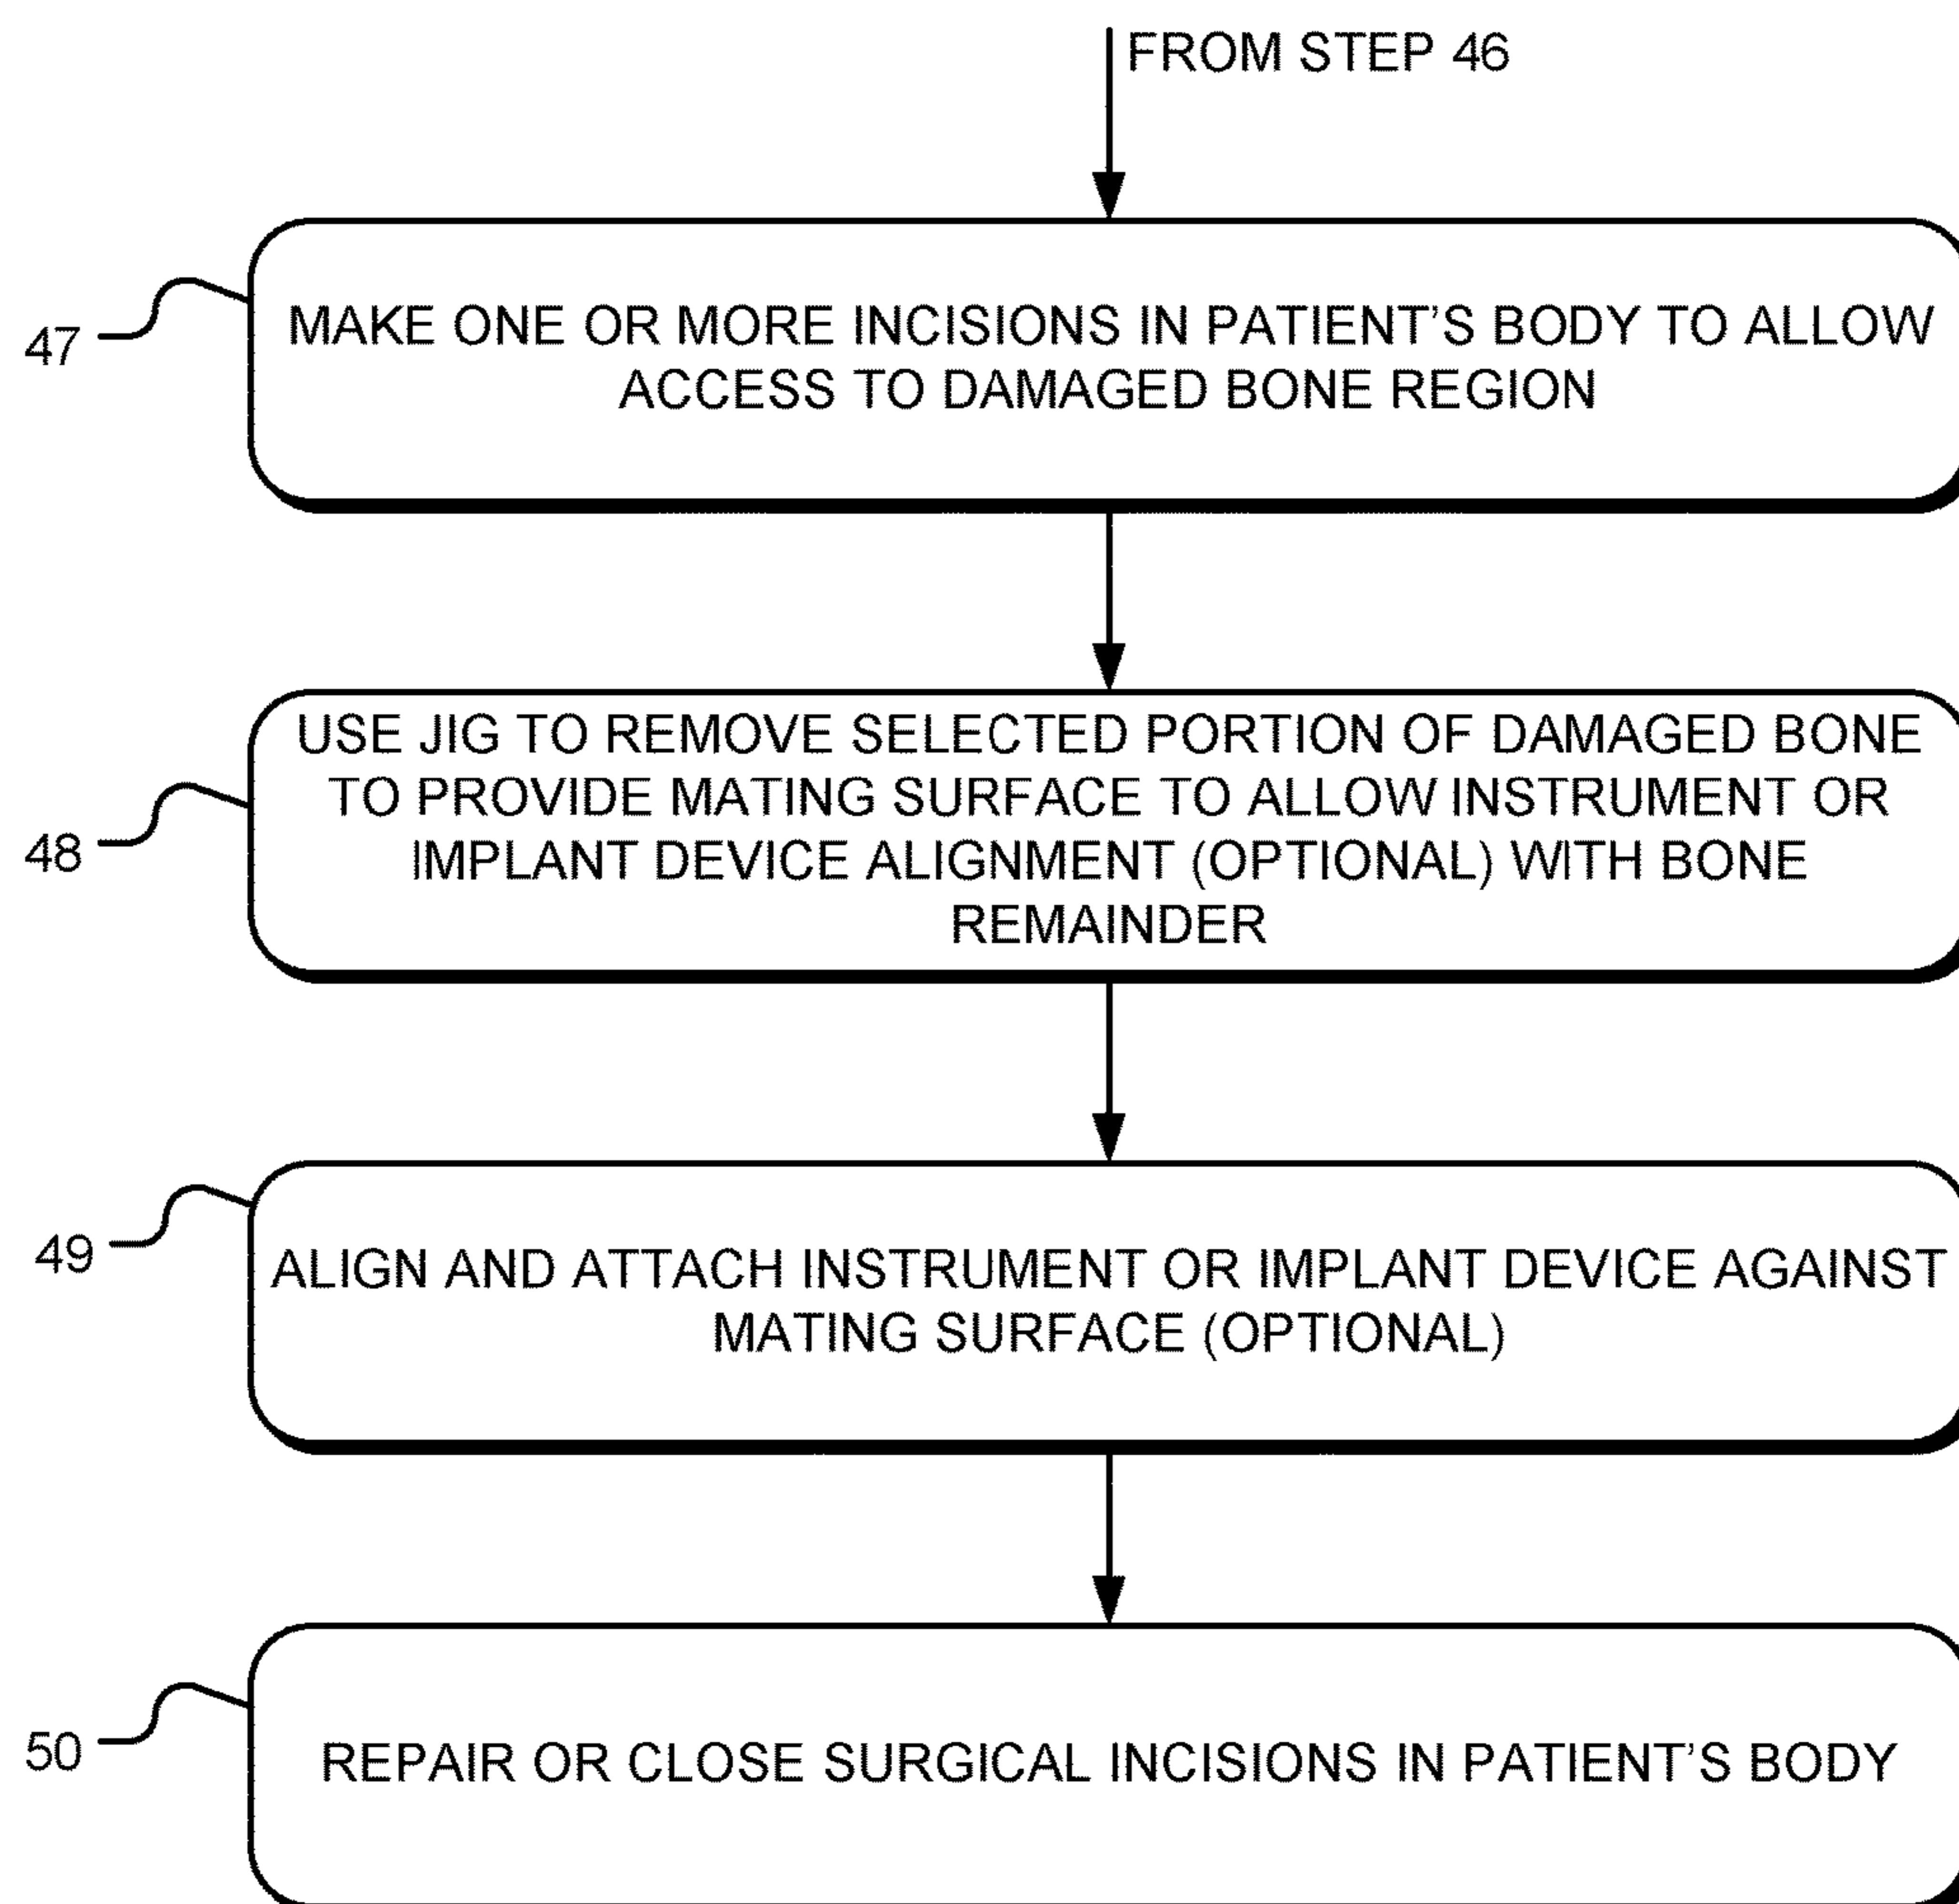 FROM STEP 46
47
MAKE ONE OR MORE INCISIONS IN PATIENT'S BODY TO ALLOW
ACCESS TO DAMAGED BONE REGION
48
USE JIG TO REMOVE SELECTED PORTION OF DAMAGED BONE
TO PROVIDE MATING SURFACE TO ALLOW INSTRUMENT OR
IMPLANT DEVICE ALIGNMENT (OPTIONAL) WITH BONE
REMAINDER
49
ALIGN AND ATTACH INSTRUMENT OR IMPLANT DEVICE AGAINST
MATING SURFACE (OPTIONAL)
50
REPAIR OR CLOSE SURGICAL INCISIONS IN PATIENT'S BODY